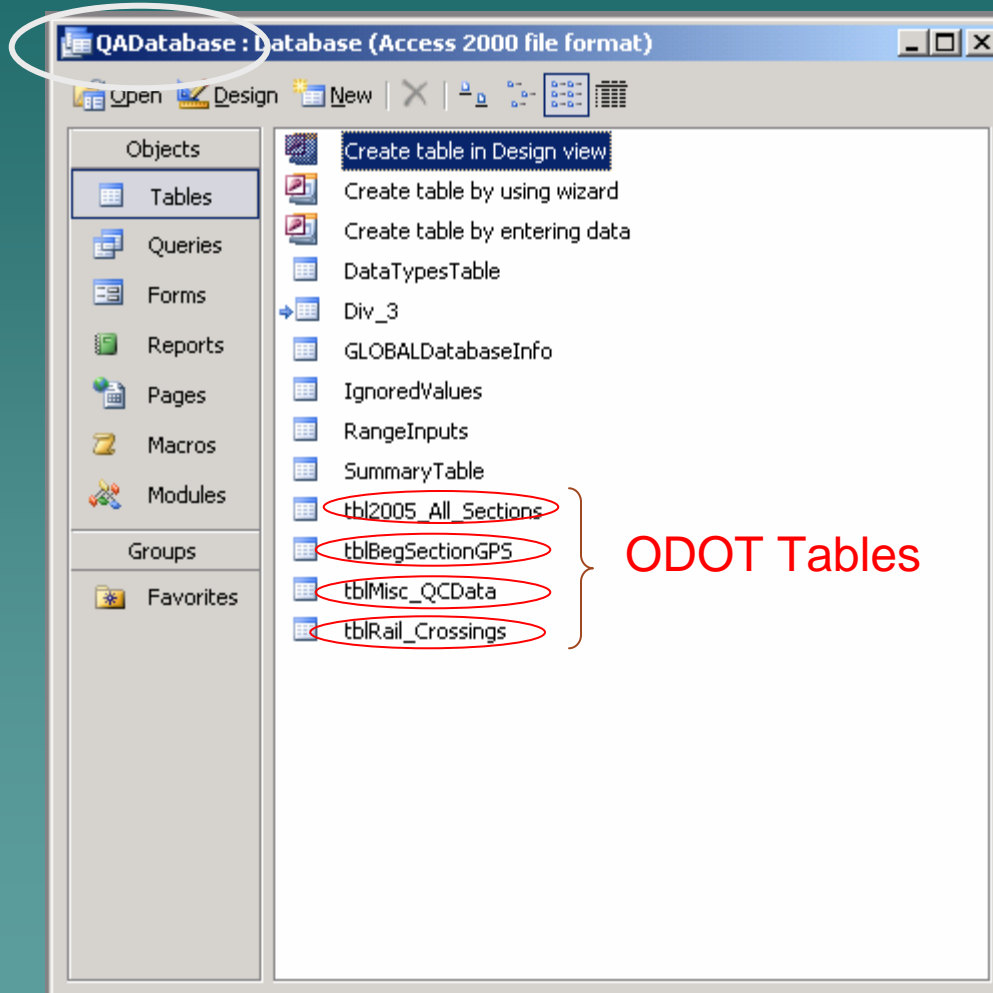 QADatabase : Database (Access 2000 file format)
Open Design New
Objects
Tables
Queries
Forms
Reports
Pages
Macros
Modules
Groups
Favorites
Create table in Design view
Create table by using wizard
Create table by entering data
DataTypesTable
Div_3
GLOBALDatabaseInfo
IgnoredValues
RangeInputs
SummaryTable
tbl2005_All_Sections
tblBegSectionGPS
tblMisc_QCData
tblRail_Crossings
ODOT Tables